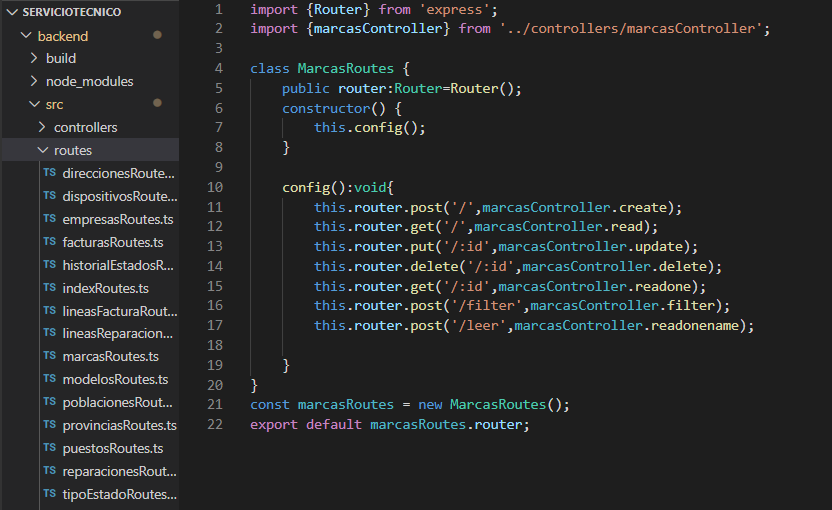 SERVICIOTECNICO
backend
build
node_modules
src
controllers
routes
TS direccionesRoute...
TS dispositivosRoute...
TS empresasRoutes.ts
TS facturasRoutes.ts
TS historialEstadosR...
TS indexRoutes.ts
TS lineasFacturaRout...
TS lineasReparacion...
TS marcasRoutes.ts
TS modelosRoutes.ts
TS poblacionesRout...
TS provinciasRoutes.ts
TS puestosRoutes.ts
TS reparacionesRout...
TS tipoEstadoRoutes...
1 import {Router} from 'express';
2 import {marcasController} from '../controllers/marcasController';
3
4 class MarcasRoutes {
5 public router:Router=Router();
6 constructor() {
7 this.config();
8 }
9
10 config():void{
11 this.router.post('/',marcasController.create);
12 this.router.get('/',marcasController.read);
13 this.router.put('/:id',marcasController.update);
14 this.router.delete('/:id',marcasController.delete);
15 this.router.get('/:id',marcasController.readone);
16 this.router.post('/filter',marcasController.filter);
17 this.router.post('/leer',marcasController.readonename);
18
19 }
20 }
21 const marcasRoutes = new MarcasRoutes();
22 export default marcasRoutes.router;